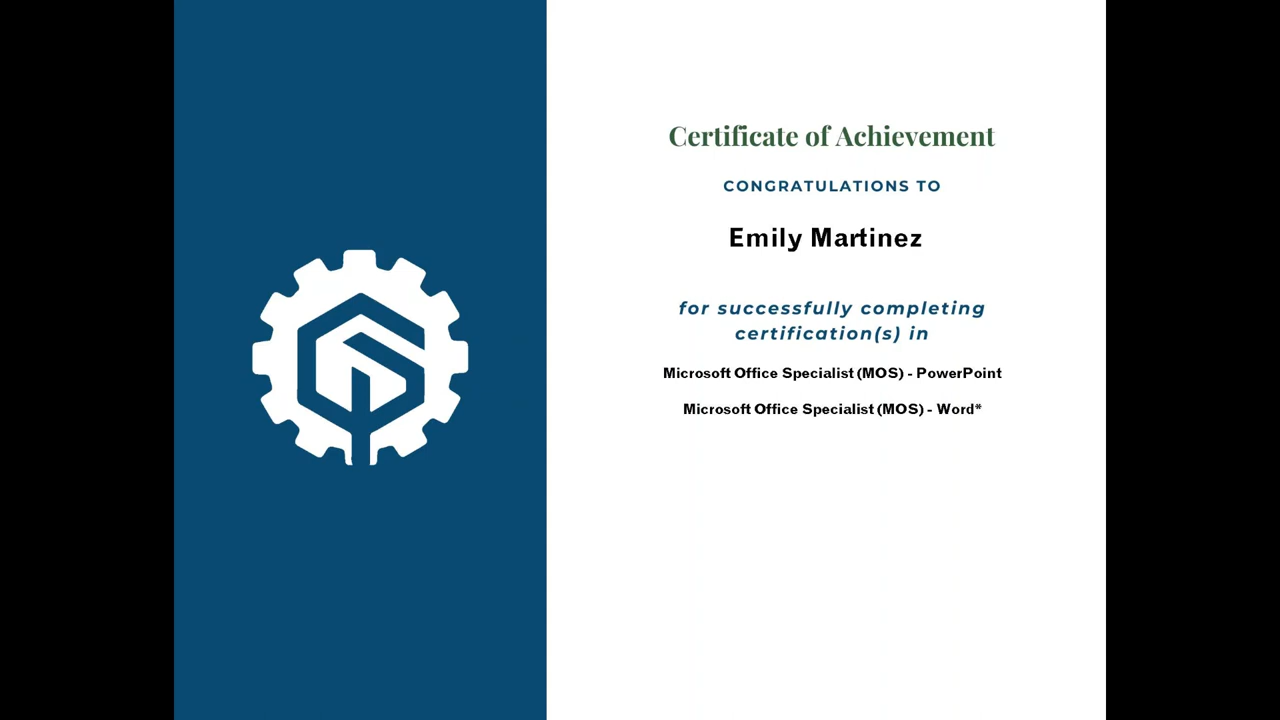 Certificate of Achievement
CONGRATULATIONS TO
Emily Martinez
for successfully completing
certification(s) in
Microsoft Office Specialist (MOS) - PowerPoint
Microsoft Office Specialist (MOS) - Word*